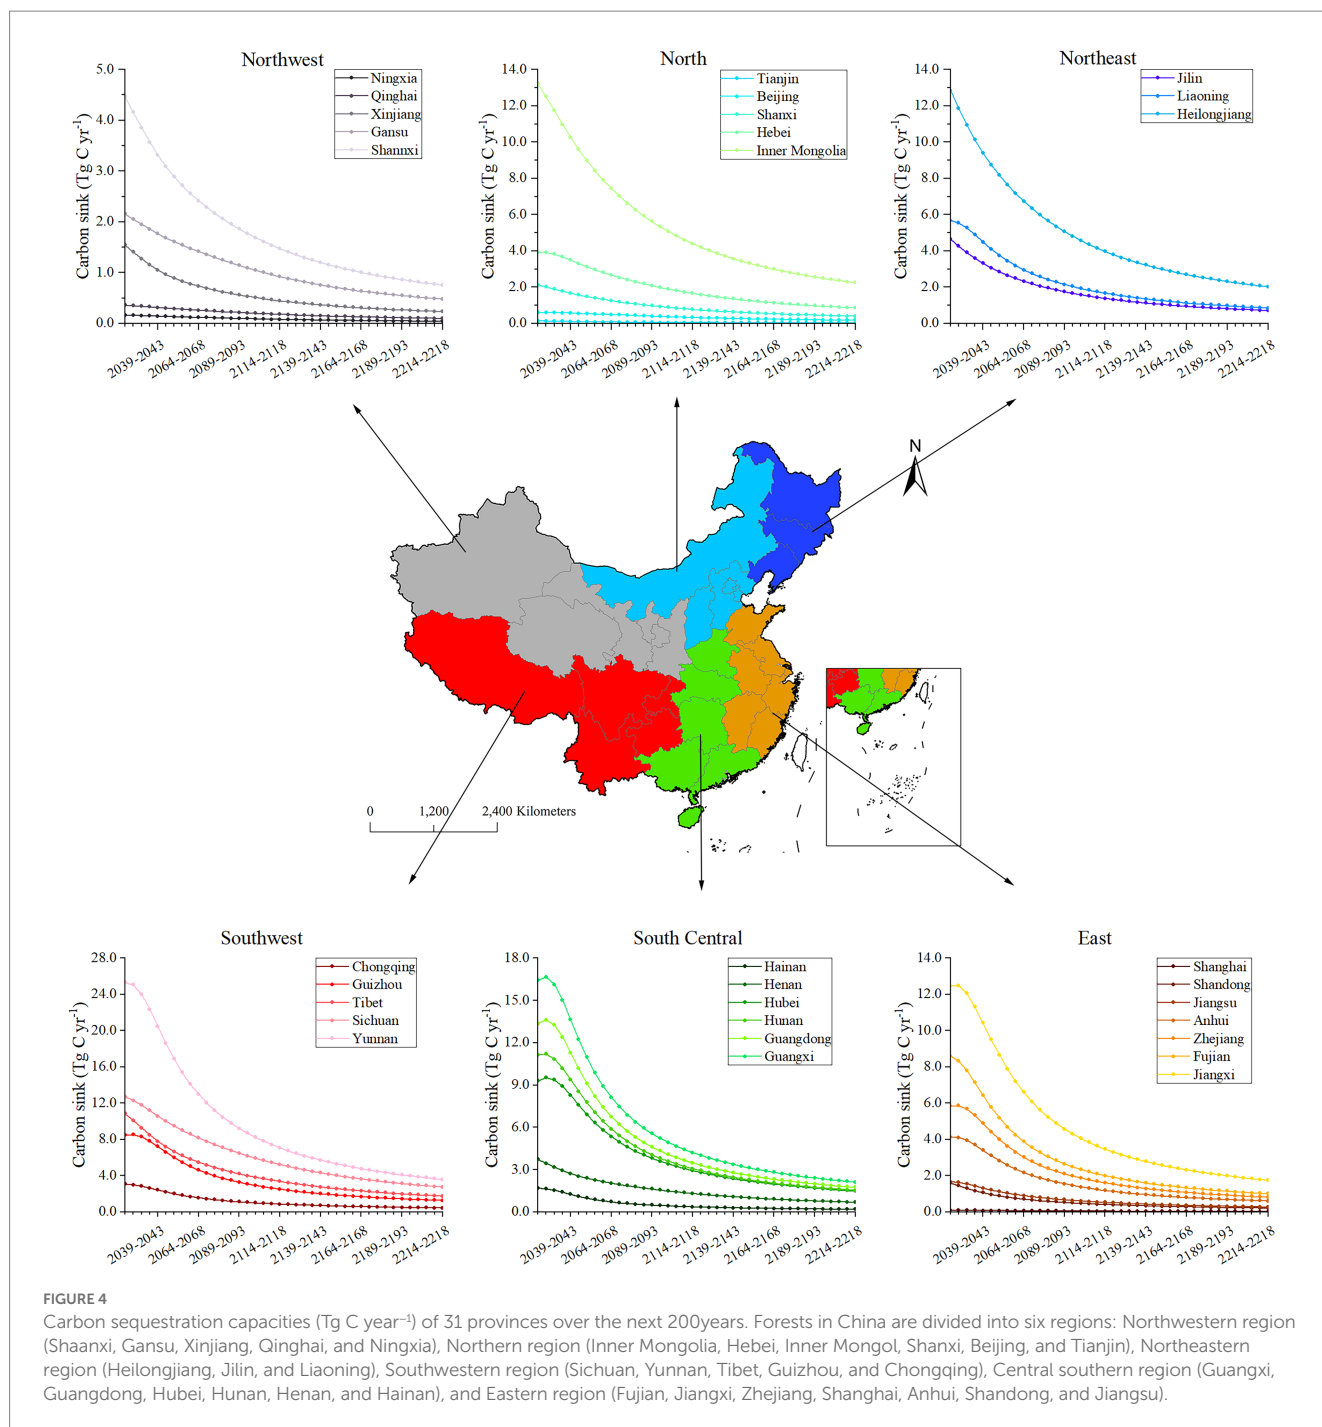 Northwest
5.0
4.0
3.0
2.0
1.0
0.0
Carbon sink (Tg C yr⁻¹)
Ningxia
Qinghai
Xinjiang
Gansu
Shannxi
2039-2043
2064-2068
2089-2093
2114-2118
2139-2143
2164-2168
2189-2193
2214-2218
North
14.0
12.0
10.0
8.0
6.0
4.0
2.0
0.0
Carbon sink (Tg C yr⁻¹)
Tianjin
Beijing
Shanxi
Hebei
Inner Mongolia
2039-2043
2064-2068
2089-2093
2114-2118
2139-2143
2164-2168
2189-2193
2214-2218
Northeast
14.0
12.0
10.0
8.0
6.0
4.0
2.0
0.0
Carbon sink (Tg C yr⁻¹)
Jilin
Liaoning
Heilongjiang
2039-2043
2064-2068
2089-2093
2114-2118
2139-2143
2164-2168
2189-2193
2214-2218
N
0 1,200 2,400 Kilometers
Southwest
28.0
24.0
20.0
16.0
12.0
8.0
4.0
0.0
Carbon sink (Tg C yr⁻¹)
Chongqing
Guizhou
Tibet
Sichuan
Yunnan
2039-2043
2064-2068
2089-2093
2114-2118
2139-2143
2164-2168
2189-2193
2214-2218
South Central
18.0
15.0
12.0
9.0
6.0
3.0
0.0
Carbon sink (Tg C yr⁻¹)
Hainan
Henan
Hubei
Hunan
Guangdong
Guangxi
2039-2043
2064-2068
2089-2093
2114-2118
2139-2143
2164-2168
2189-2193
2214-2218
East
14.0
12.0
10.0
8.0
6.0
4.0
2.0
0.0
Carbon sink (Tg C yr⁻¹)
Shanghai
Shandong
Jiangsu
Anhui
Zhejiang
Fujian
Jiangxi
2039-2043
2064-2068
2089-2093
2114-2118
2139-2143
2164-2168
2189-2193
2214-2218
FIGURE 4
Carbon sequestration capacities (Tg C year⁻¹) of 31 provinces over the next 200years. Forests in China are divided into six regions: Northwestern region
(Shaanxi, Gansu, Xinjiang, Qinghai, and Ningxia), Northern region (Inner Mongolia, Hebei, Inner Mongol, Shanxi, Beijing, and Tianjin), Northeastern
region (Heilongjiang, Jilin, and Liaoning), Southwestern region (Sichuan, Yunnan, Tibet, Guizhou, and Chongqing), Central southern region (Guangxi,
Guangdong, Hubei, Hunan, Henan, and Hainan), and Eastern region (Fujian, Jiangxi, Zhejiang, Shanghai, Anhui, Shandong, and Jiangsu).